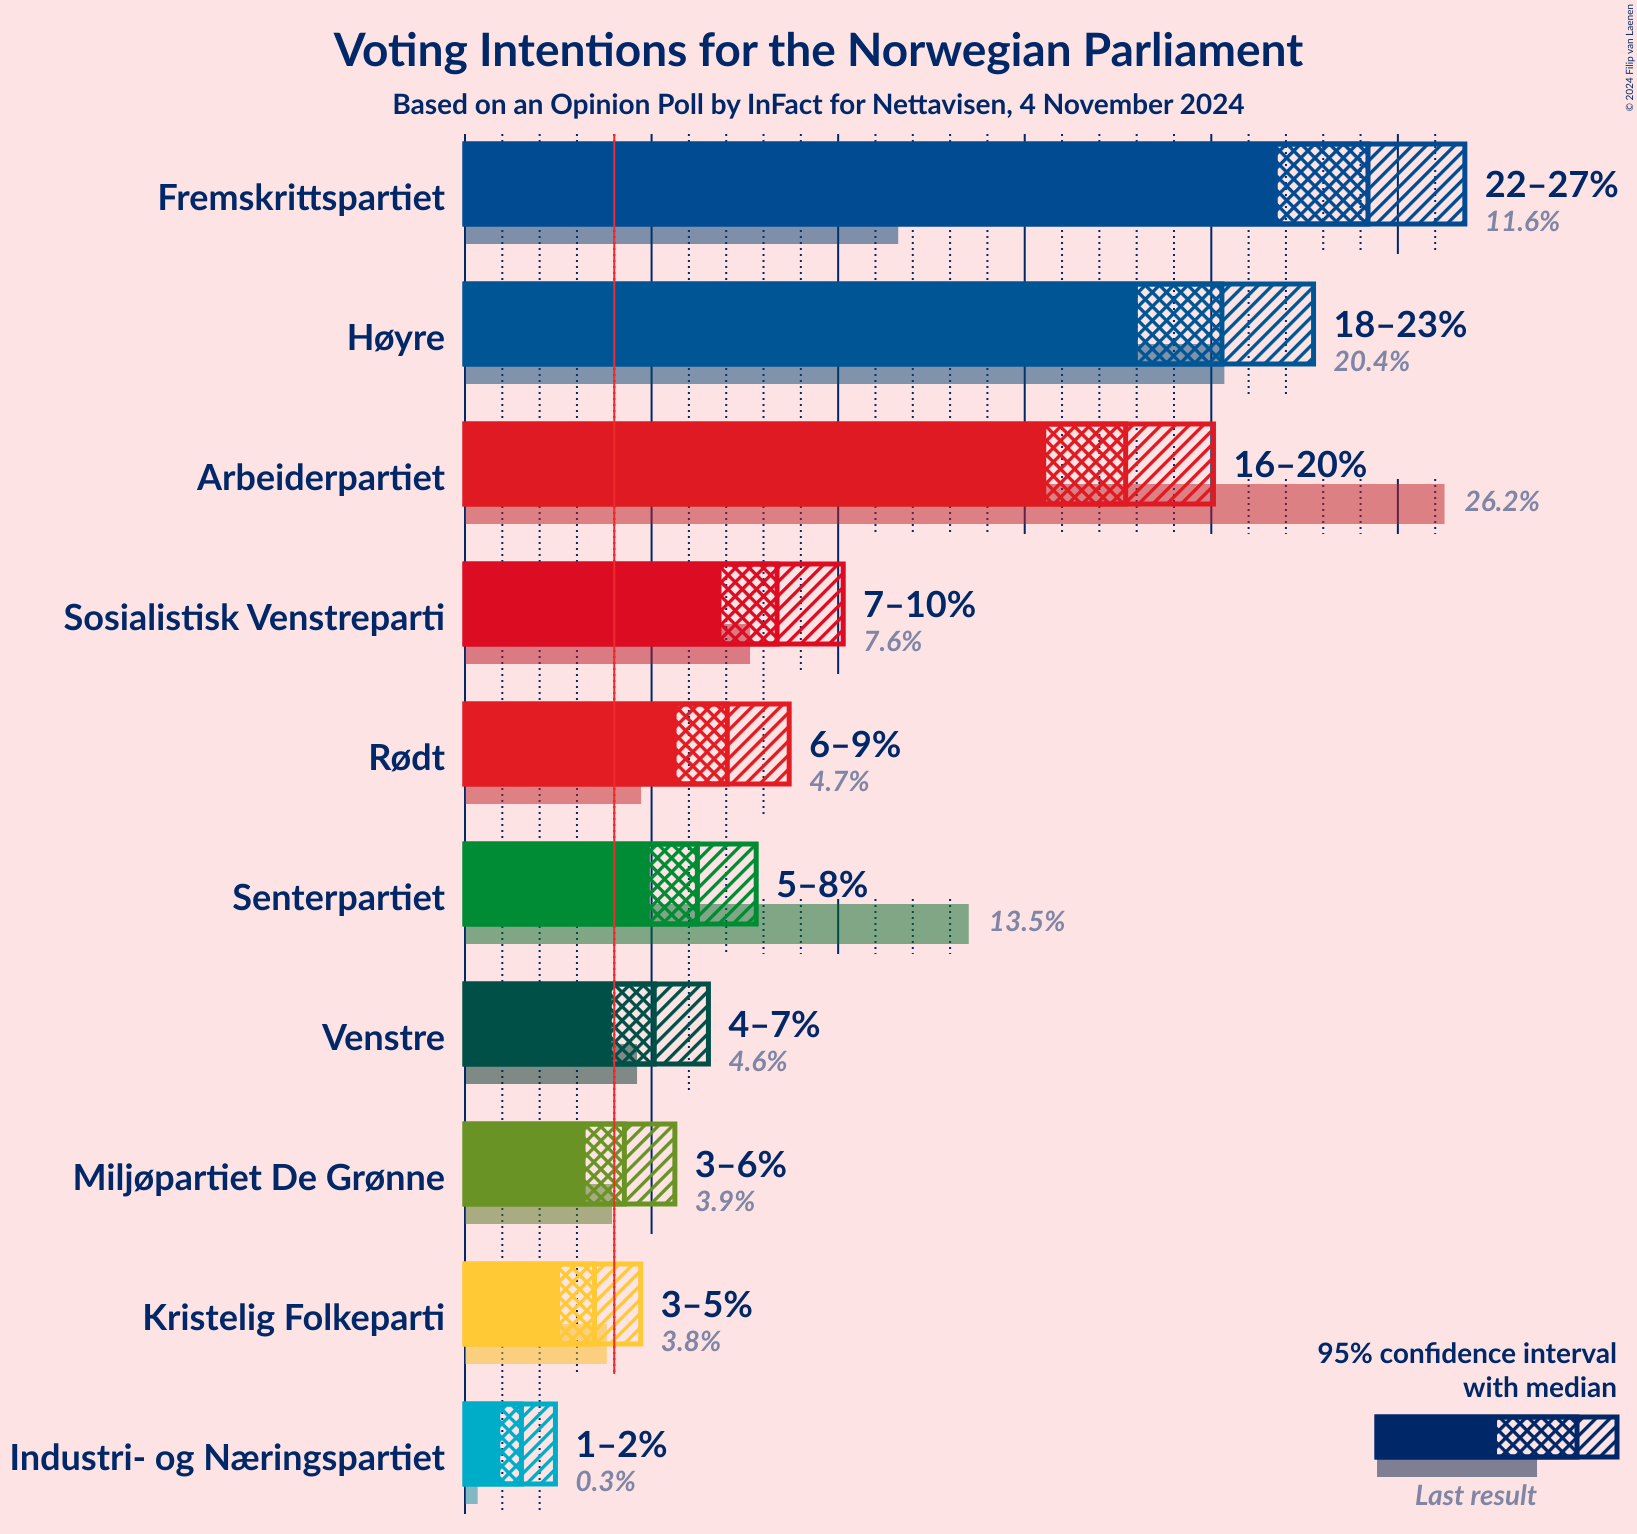 Voting Intentions for the Norwegian Parliament
Based on an Opinion Poll by InFact for Nettavisen, 4 November 2024
© 2024 Filip van Laenen
Fremskrittspartiet
22–27%
11.6%
Høyre
18–23%
20.4%
Arbeiderpartiet
16–20%
26.2%
Sosialistisk Venstreparti
7–10%
7.6%
Rødt
6–9%
4.7%
Senterpartiet
5–8%
13.5%
Venstre
4–7%
4.6%
Miljøpartiet De Grønne
3–6%
3.9%
Kristelig Folkeparti
3–5%
3.8%
Industri- og Næringspartiet
1–2%
0.3%
95% confidence interval
with median
Last result